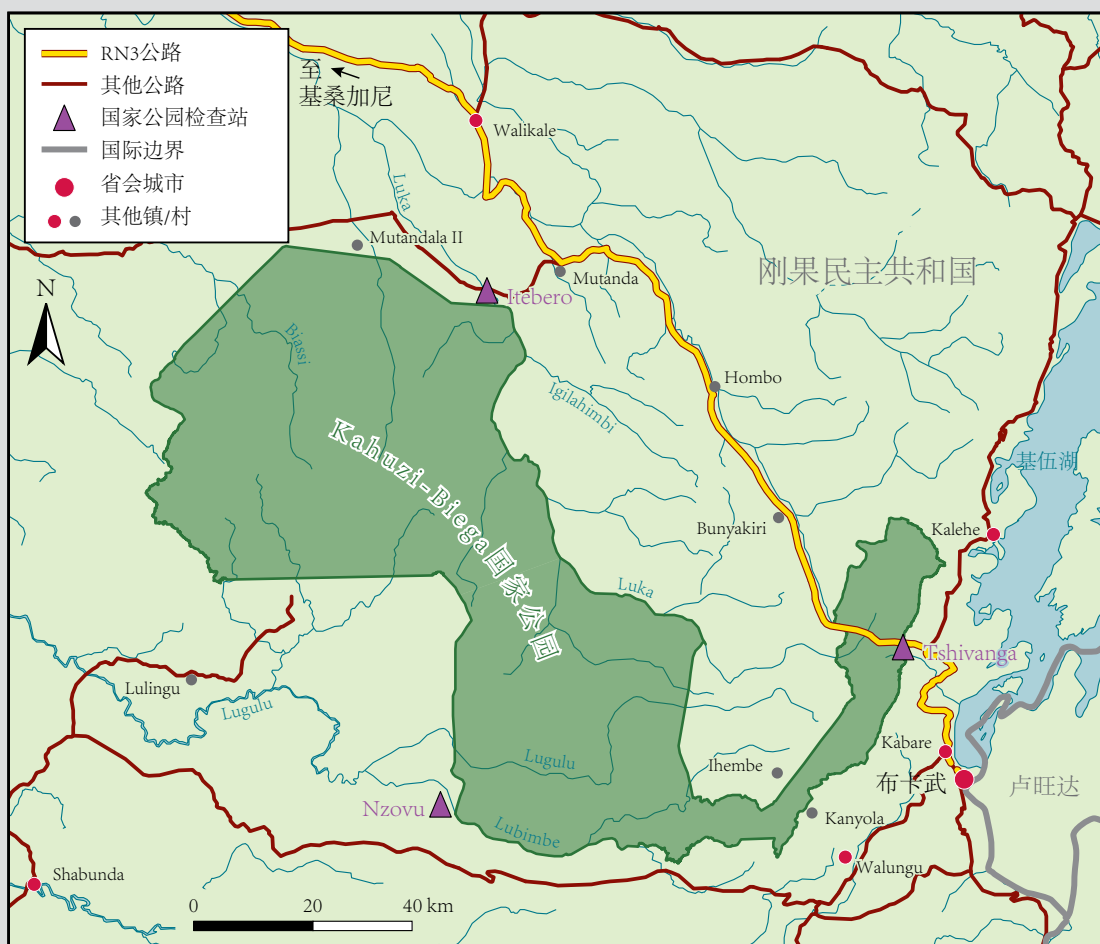 RN3公路
其他公路
国家公园检查站
国际边界
省会城市
其他镇/村
至
基桑加尼
Walikale
Luka
Mutandala II
Mutanda
Itebero
刚果民主共和国
N
Biassi
Hombo
Igilahimbi
Kahuzi-Biega国家公园
基伍湖
Bunyakiri
Kalehe
Luka
Tshivanga
Lulingu
Lugulu
Lugulu
Kabare
Ihembe
布卡武
卢旺达
Nzovu
Lubimbe
Kanyola
Walungu
Shabunda
0 20 40 km